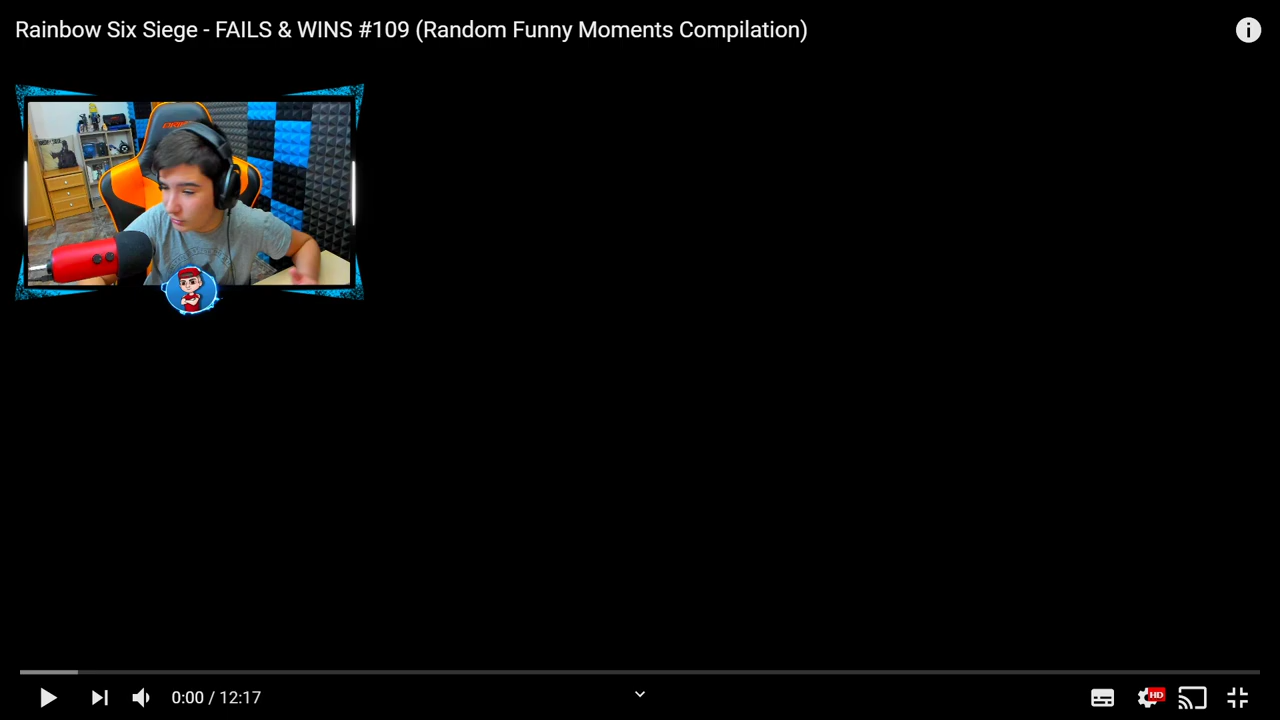 Rainbow Six Siege - FAILS & WINS #109 (Random Funny Moments Compilation)
0:00 / 12:17
HD